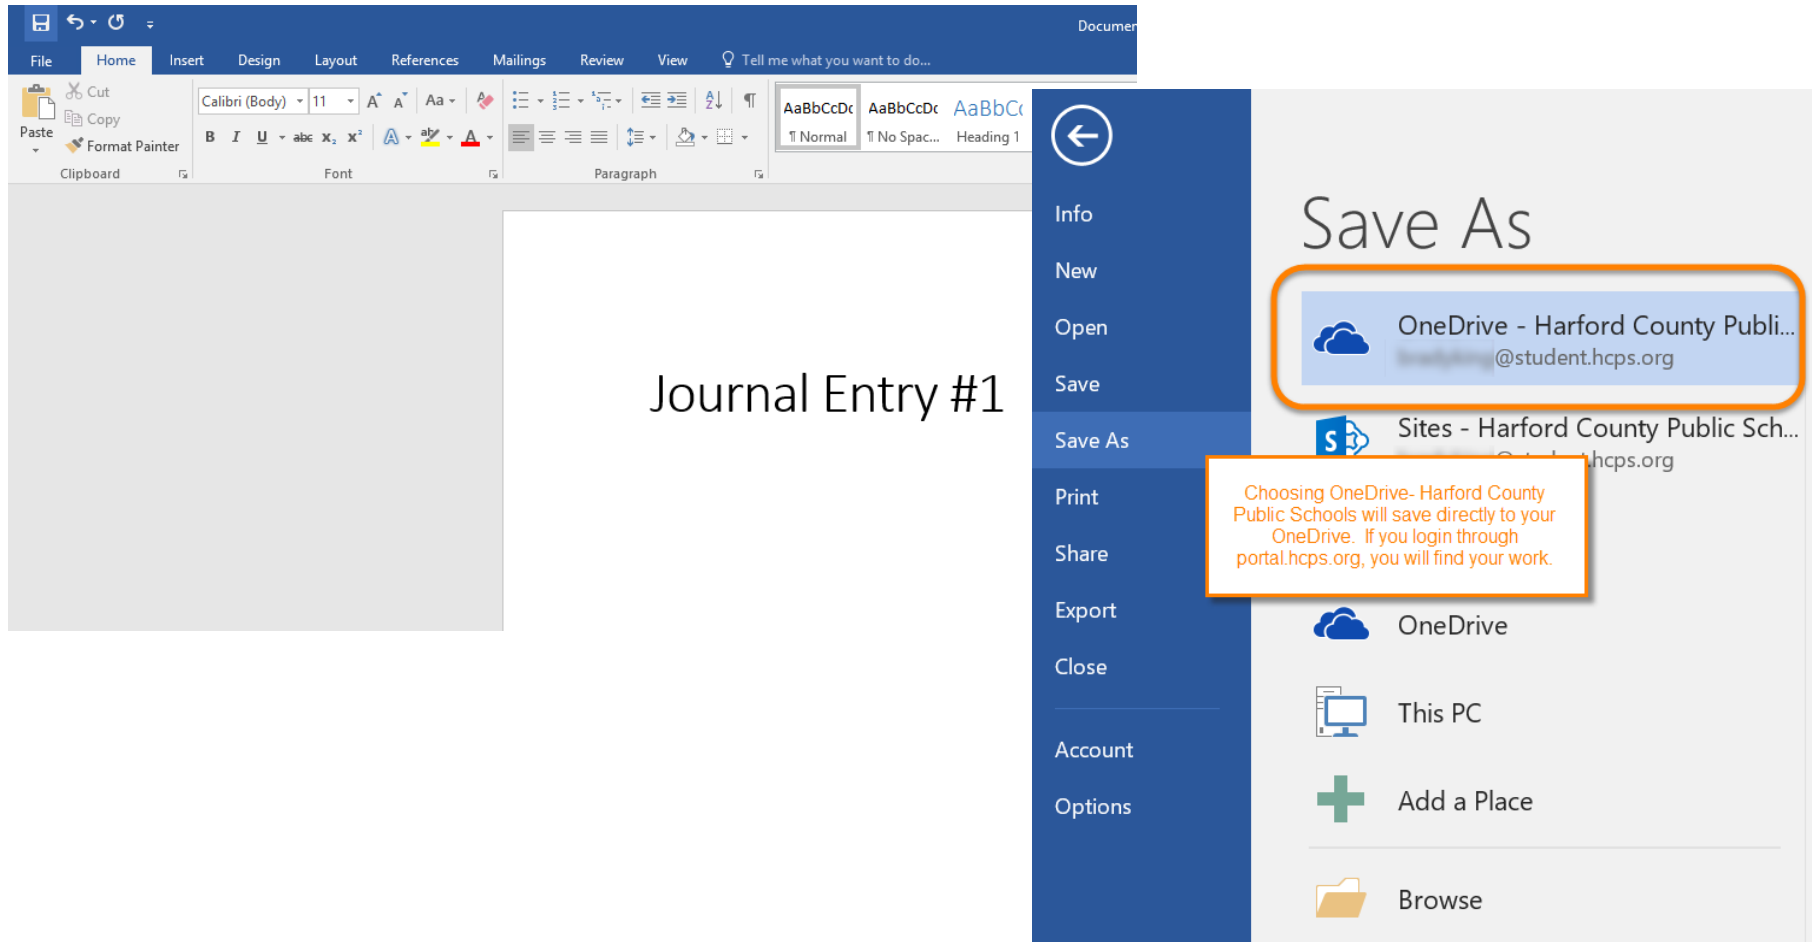 Documen
File Home Insert Design Layout References Mailings Review View Tell me what you want to do...
Paste
Cut
Copy
Format Painter
Clipboard
Calibri (Body) 11 A A Aa
B I U abc X₂ X² A aby A
Font
Paragraph
AaBbCcDc AaBbCcDc AaBbCc
¶ Normal ¶ No Spac... Heading 1
Journal Entry #1
Info
New
Open
Save
Save As
Print
Share
Export
Close
Account
Options
Save As
OneDrive - Harford County Publi...
@student.hcps.org
Sites - Harford County Public Sch...
.hcps.org
Choosing OneDrive- Harford County
Public Schools will save directly to your
OneDrive. If you login through
portal.hcps.org, you will find your work.
OneDrive
This PC
Add a Place
Browse